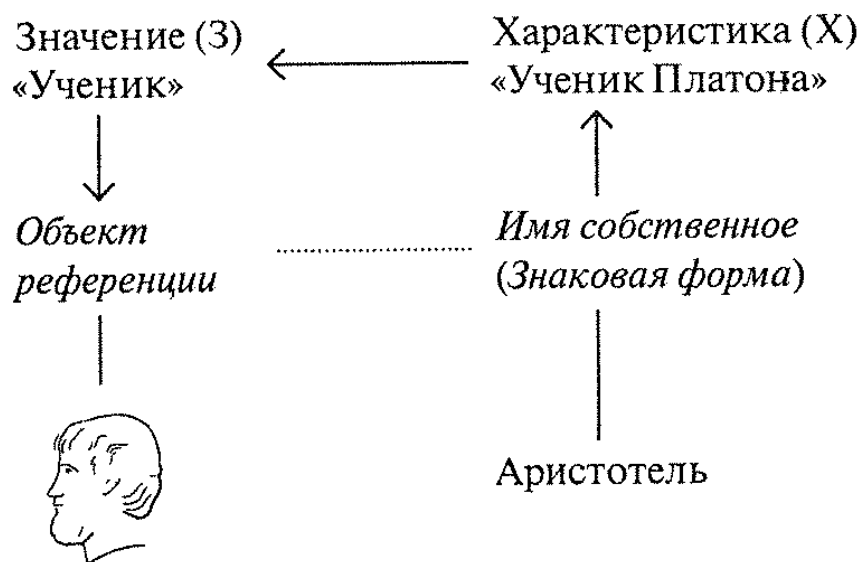 Значение (З)
«Ученик»
Характеристика (Х)
«Ученик Платона»
Объект
референции
Имя собственное
(Знаковая форма)
Аристотель